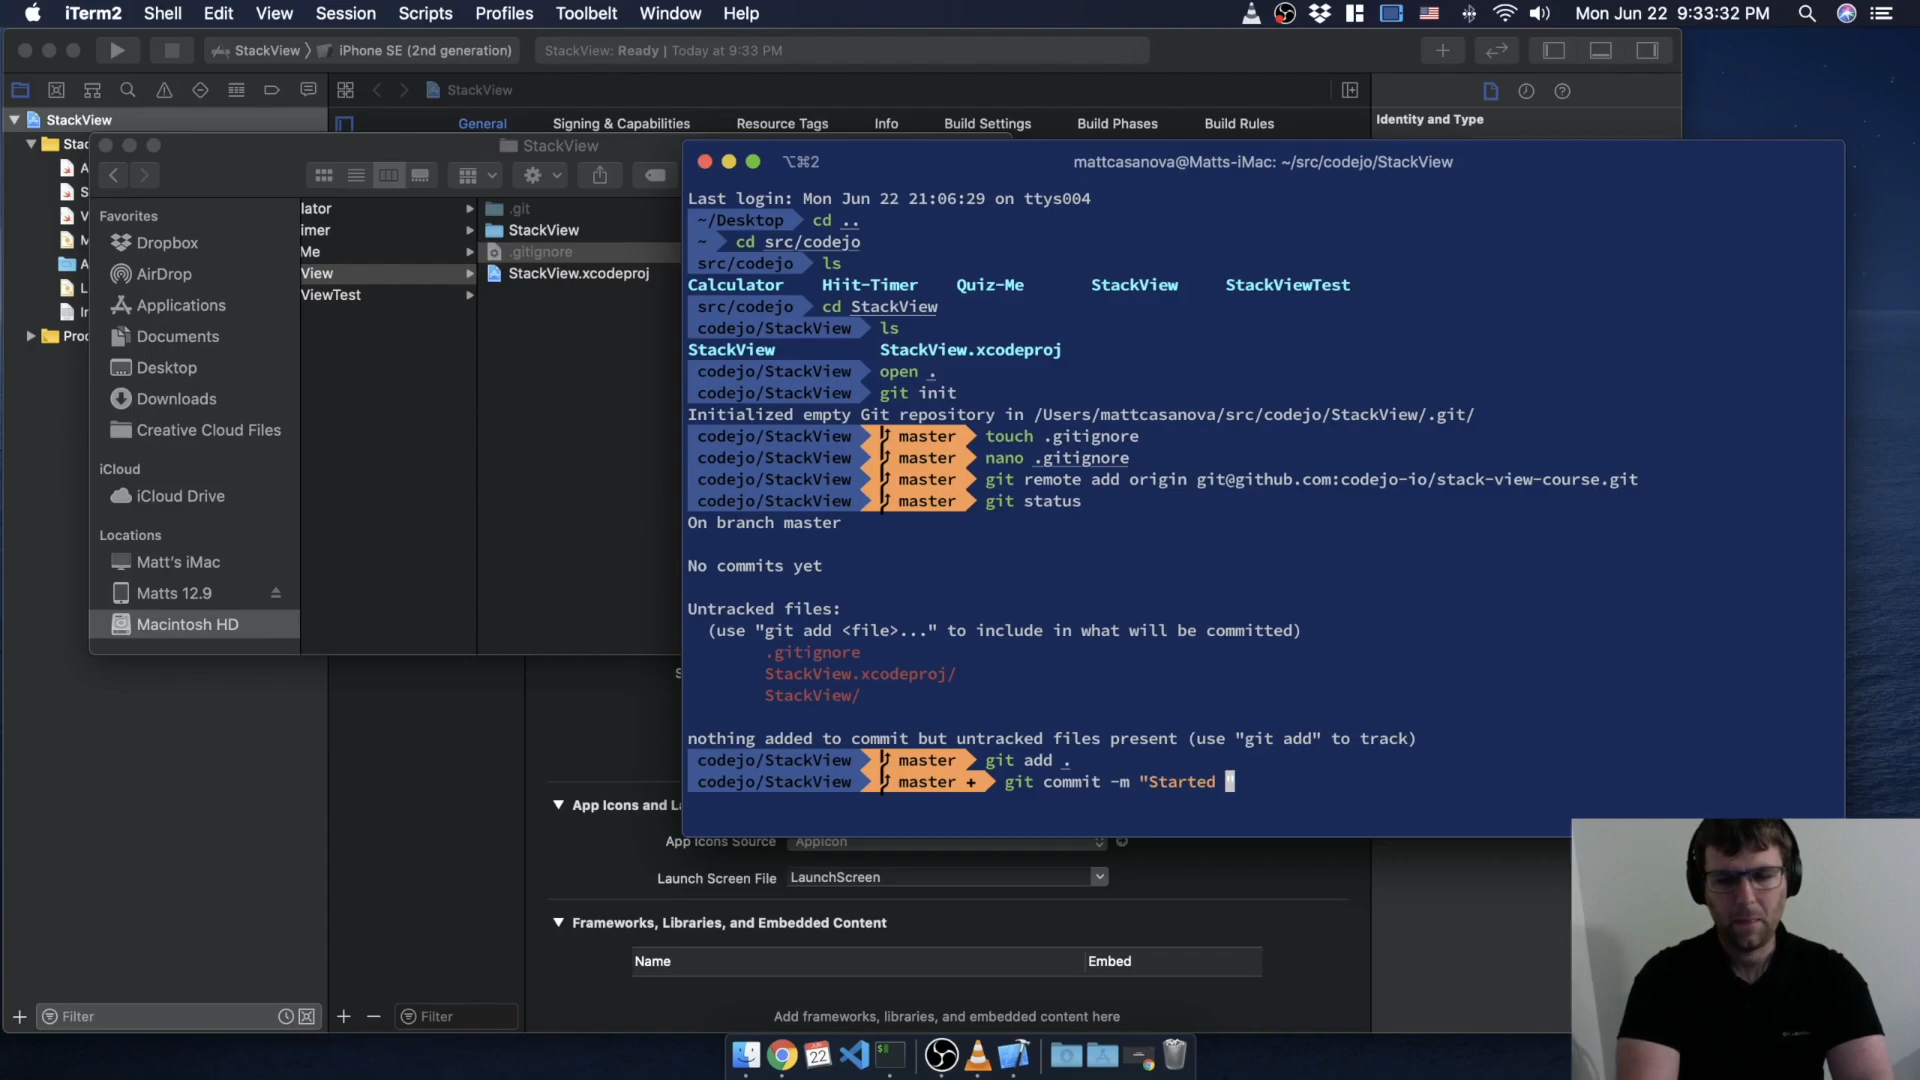 iTerm2 Shell Edit View Session Scripts Profiles Toolbelt Window Help
Mon Jun 22 9:33:32 PM
StackView iPhone SE (2nd generation)
StackView: Ready | Today at 9:33 PM
StackView
StackView
General Signing & Capabilities Resource Tags Info Build Settings Build Phases Build Rules
Identity and Type
Stac
A
S
V
M
A
L
In
Proc
StackView
Favorites
Dropbox
AirDrop
Applications
Documents
Desktop
Downloads
Creative Cloud Files
iCloud
iCloud Drive
Locations
Matt's iMac
Matts 12.9
Macintosh HD
lator
imer
Me
View
ViewTest
.git
StackView
.gitignore
StackView.xcodeproj
⌥⌘2
mattcasanova@Matts-iMac: ~/src/codejo/StackView
Last login: Mon Jun 22 21:06:29 on ttys004
~/Desktop cd ..
~ cd src/codejo
src/codejo ls
Calculator Hiit-Timer Quiz-Me StackView StackViewTest
src/codejo cd StackView
codejo/StackView ls
StackView StackView.xcodeproj
codejo/StackView open .
codejo/StackView git init
Initialized empty Git repository in /Users/mattcasanova/src/codejo/StackView/.git/
codejo/StackView master touch .gitignore
codejo/StackView master nano .gitignore
codejo/StackView master git remote add origin git@github.com:codejo-io/stack-view-course.git
codejo/StackView master git status
On branch master
No commits yet
Untracked files:
(use "git add <file>..." to include in what will be committed)
.gitignore
StackView.xcodeproj/
StackView/
nothing added to commit but untracked files present (use "git add" to track)
codejo/StackView master git add .
codejo/StackView master + git commit -m "Started "
App Icons and La
App Icons Source AppIcon
Launch Screen File LaunchScreen
Frameworks, Libraries, and Embedded Content
Name Embed
Add frameworks, libraries, and embedded content here
Filter
Filter
22